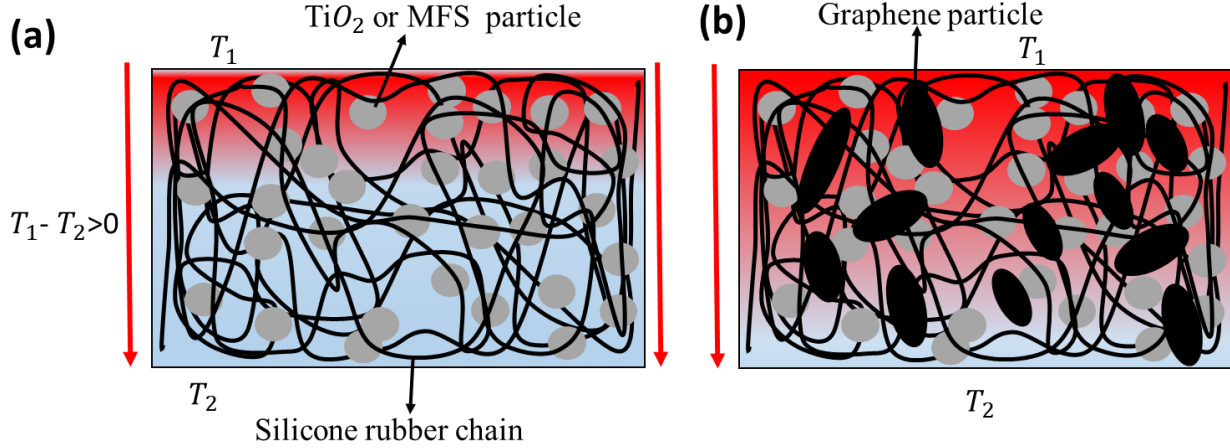 (a)
TiO₂ or MFS particle
T₁
T₁- T₂>0
T₂
Silicone rubber chain
(b)
Graphene particle
T₁
T₂